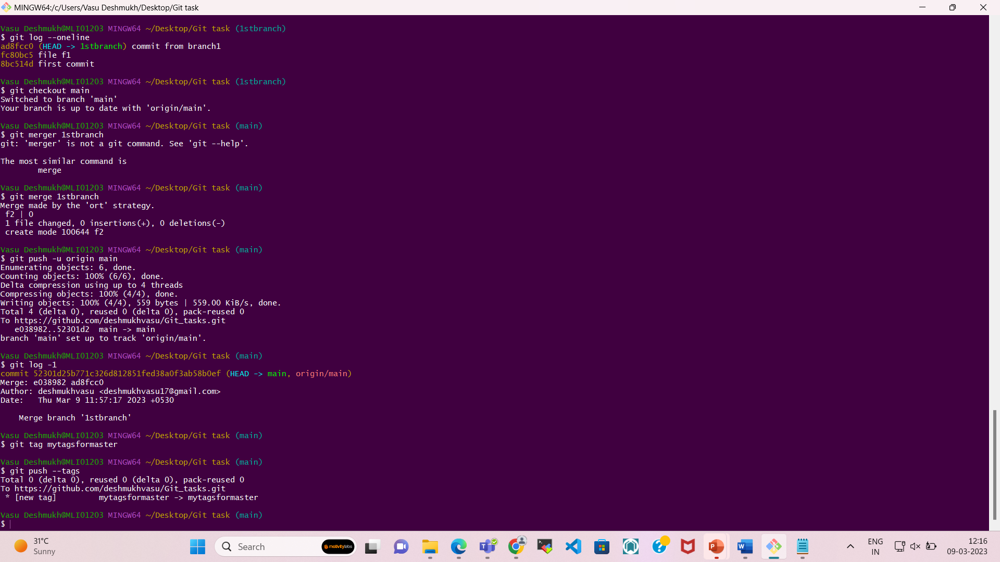 MINGW64:/c/Users/Vasu Deshmukh/Desktop/Git task
Vasu Deshmukh@MLI01203 MINGW64 ~/Desktop/Git task (1stbranch)
$ git log --oneline
ad8fcc0 (HEAD -> 1stbranch) commit from branch1
fc80bc5 file f1
8bc514d first commit
Vasu Deshmukh@MLI01203 MINGW64 ~/Desktop/Git task (1stbranch)
$ git checkout main
Switched to branch 'main'
Your branch is up to date with 'origin/main'.
Vasu Deshmukh@MLI01203 MINGW64 ~/Desktop/Git task (main)
$ git merger 1stbranch
git: 'merger' is not a git command. See 'git --help'.
The most similar command is
merge
Vasu Deshmukh@MLI01203 MINGW64 ~/Desktop/Git task (main)
$ git merge 1stbranch
Merge made by the 'ort' strategy.
f2 | 0
1 file changed, 0 insertions(+), 0 deletions(-)
create mode 100644 f2
Vasu Deshmukh@MLI01203 MINGW64 ~/Desktop/Git task (main)
$ git push -u origin main
Enumerating objects: 6, done.
Counting objects: 100% (6/6), done.
Delta compression using up to 4 threads
Compressing objects: 100% (4/4), done.
Writing objects: 100% (4/4), 559 bytes | 559.00 KiB/s, done.
Total 4 (delta 0), reused 0 (delta 0), pack-reused 0
To https://github.com/deshmukhvasu/Git_tasks.git
e038982..52301d2  main -> main
branch 'main' set up to track 'origin/main'.
Vasu Deshmukh@MLI01203 MINGW64 ~/Desktop/Git task (main)
$ git log -1
commit 52301d25b771c326d812851fed38a0f3ab58b0ef (HEAD -> main, origin/main)
Merge: e038982 ad8fcc0
Author: deshmukhvasu <deshmukhvasu17@gmail.com>
Date:   Thu Mar 9 11:57:17 2023 +0530
Merge branch '1stbranch'
Vasu Deshmukh@MLI01203 MINGW64 ~/Desktop/Git task (main)
$ git tag mytagsformaster
Vasu Deshmukh@MLI01203 MINGW64 ~/Desktop/Git task (main)
$ git push --tags
Total 0 (delta 0), reused 0 (delta 0), pack-reused 0
To https://github.com/deshmukhvasu/Git_tasks.git
* [new tag]         mytagsformaster -> mytagsformaster
Vasu Deshmukh@MLI01203 MINGW64 ~/Desktop/Git task (main)
$
31°C
Sunny
Search
motivitylabs
ENG
IN
12:16
09-03-2023